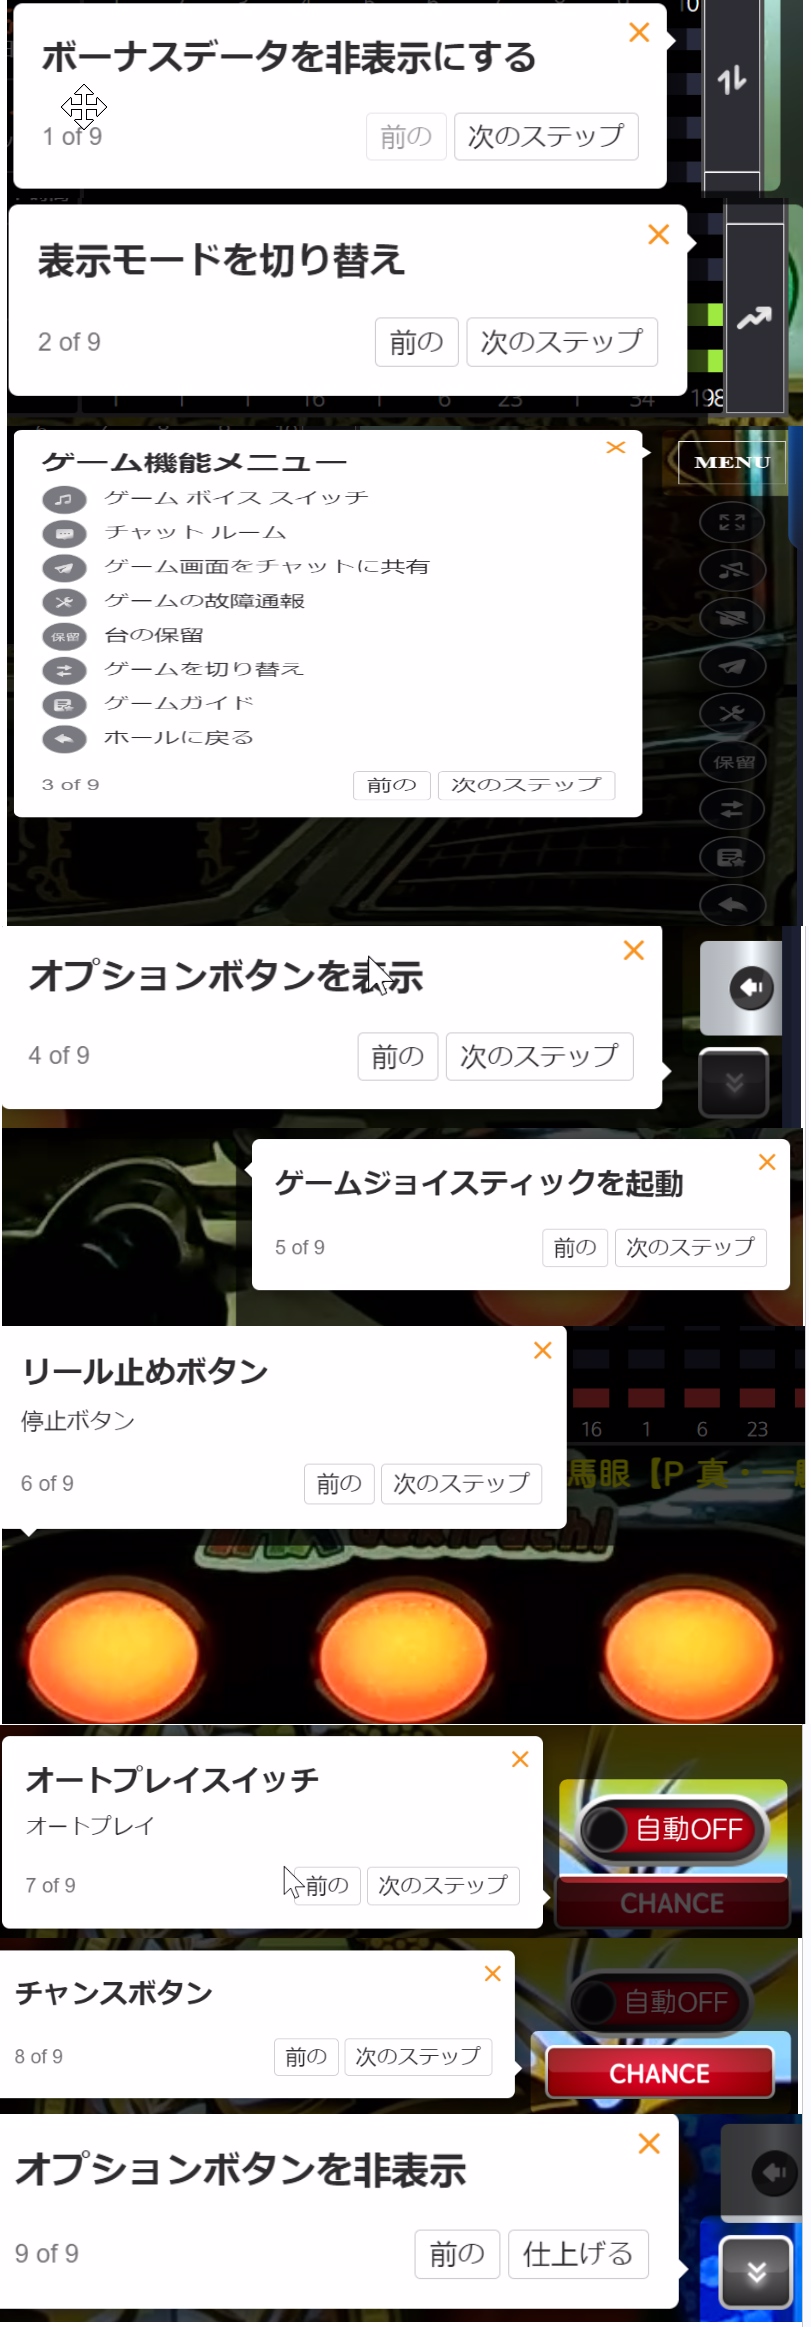 ボーナスデータを非表示にする
1 of 9
前の
次のステップ
表示モードを切り替え
2 of 9
前の
次のステップ
16 1 6 23 1 34 198
ゲーム機能メニュー
MENU
ゲーム ボイス スイッチ
チャット ルーム
ゲーム画面をチャットに共有
ゲームの故障通報
保留 台の保留
ゲームを切り替え
ゲームガイド
ホールに戻る
保留
3 of 9
前の
次のステップ
オプションボタンを表示
4 of 9
前の
次のステップ
ゲームジョイスティックを起動
5 of 9
前の
次のステップ
リール止めボタン
停止ボタン
16 1 6 23
6 of 9
前の
次のステップ
馬眼【P 真・一
オートプレイスイッチ
オートプレイ
自動OFF
7 of 9
前の
次のステップ
CHANCE
チャンスボタン
自動OFF
8 of 9
前の
次のステップ
CHANCE
オプションボタンを非表示
9 of 9
前の
仕上げる